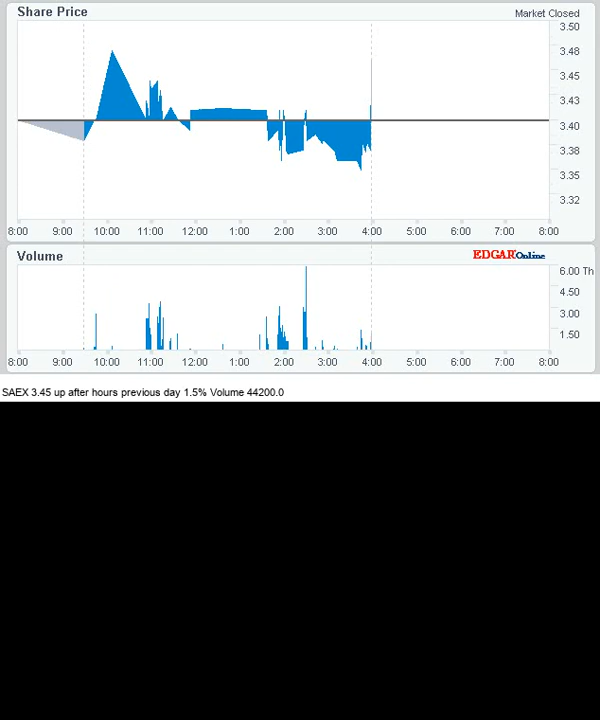 Share Price
Market Closed
3.50
3.48
3.45
3.43
3.40
3.38
3.35
3.32
8:00 9:00 10:00 11:00 12:00 1:00 2:00 3:00 4:00 5:00 6:00 7:00 8:00
Volume
EDGAR Online
6.00 Th
4.50
3.00
1.50
8:00 9:00 10:00 11:00 12:00 1:00 2:00 3:00 4:00 5:00 6:00 7:00 8:00
SAEX 3.45 up after hours previous day 1.5% Volume 44200.0